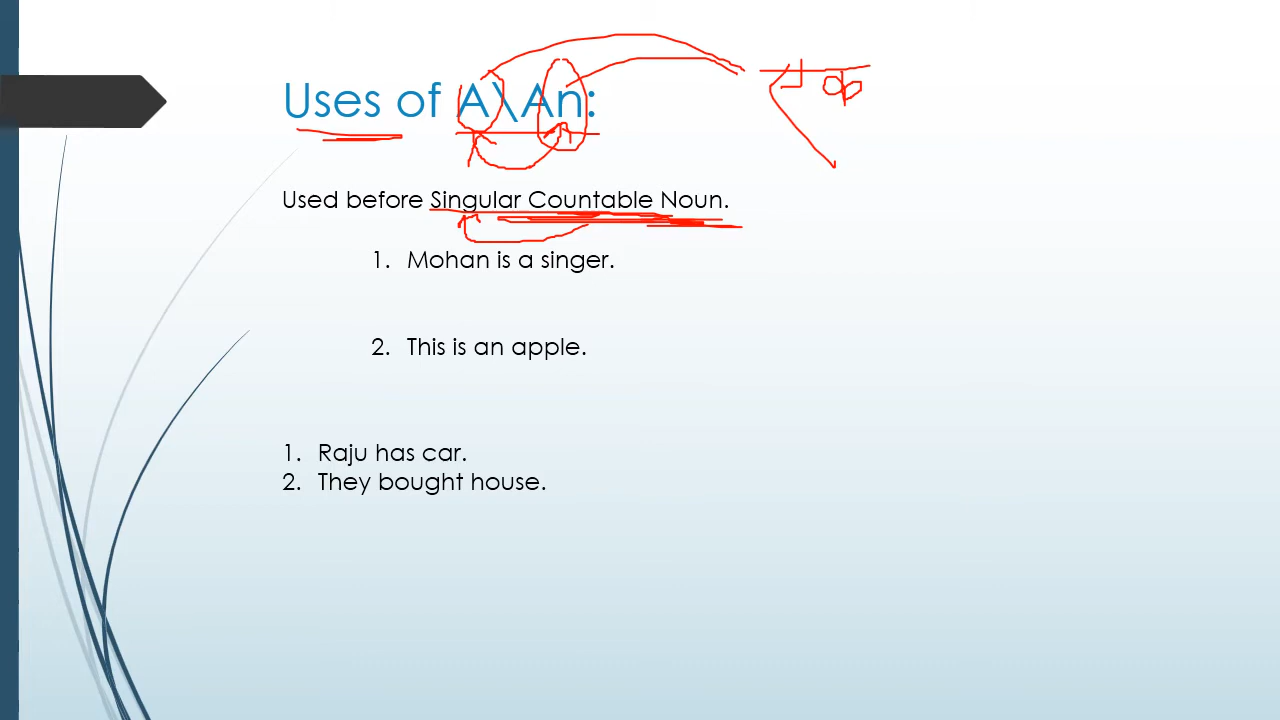 Uses of A\An:
एक
Used before Singular Countable Noun.
1. Mohan is a singer.
2. This is an apple.
1. Raju has car.
2. They bought house.